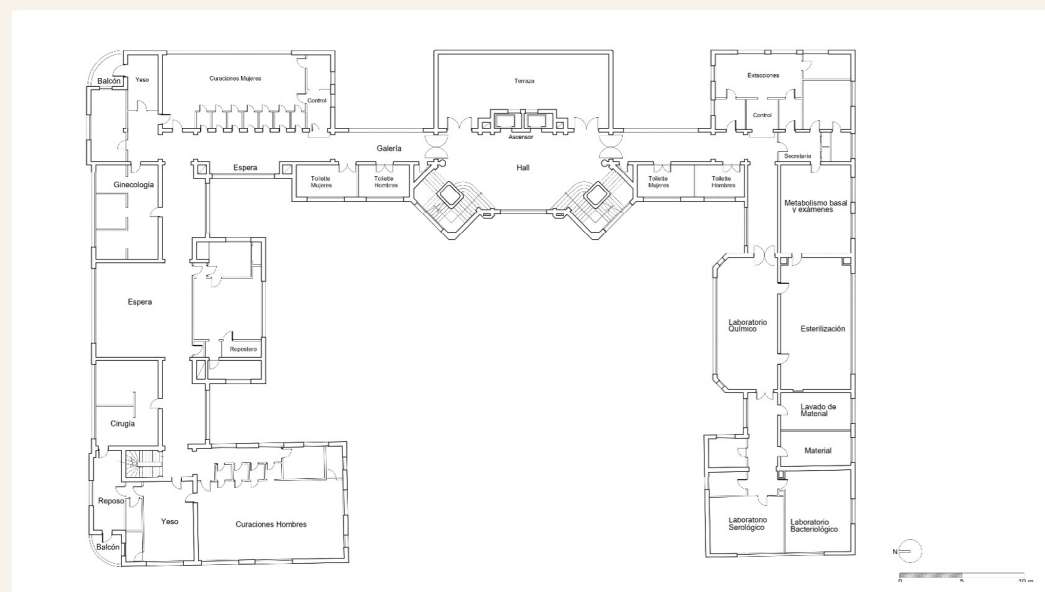 Balcón
Yeso
Curaciones Mujeres
Control
Terraza
Extacciones
Control
Ascensor
Galería
Hall
Secretaría
Espera
Toilette
Mujeres
Toilette
Hombres
Toilette
Mujeres
Toilette
Hombres
Ginecología
Metabolismo basal
y exámenes
Espera
Laboratorio
Químico
Esterilización
Repostero
Cirugía
Lavado de
Material
Material
Reposo
Yeso
Curaciones Hombres
Laboratorio
Serológico
Laboratorio
Bacteriológico
Balcón
N
0 5 10 m